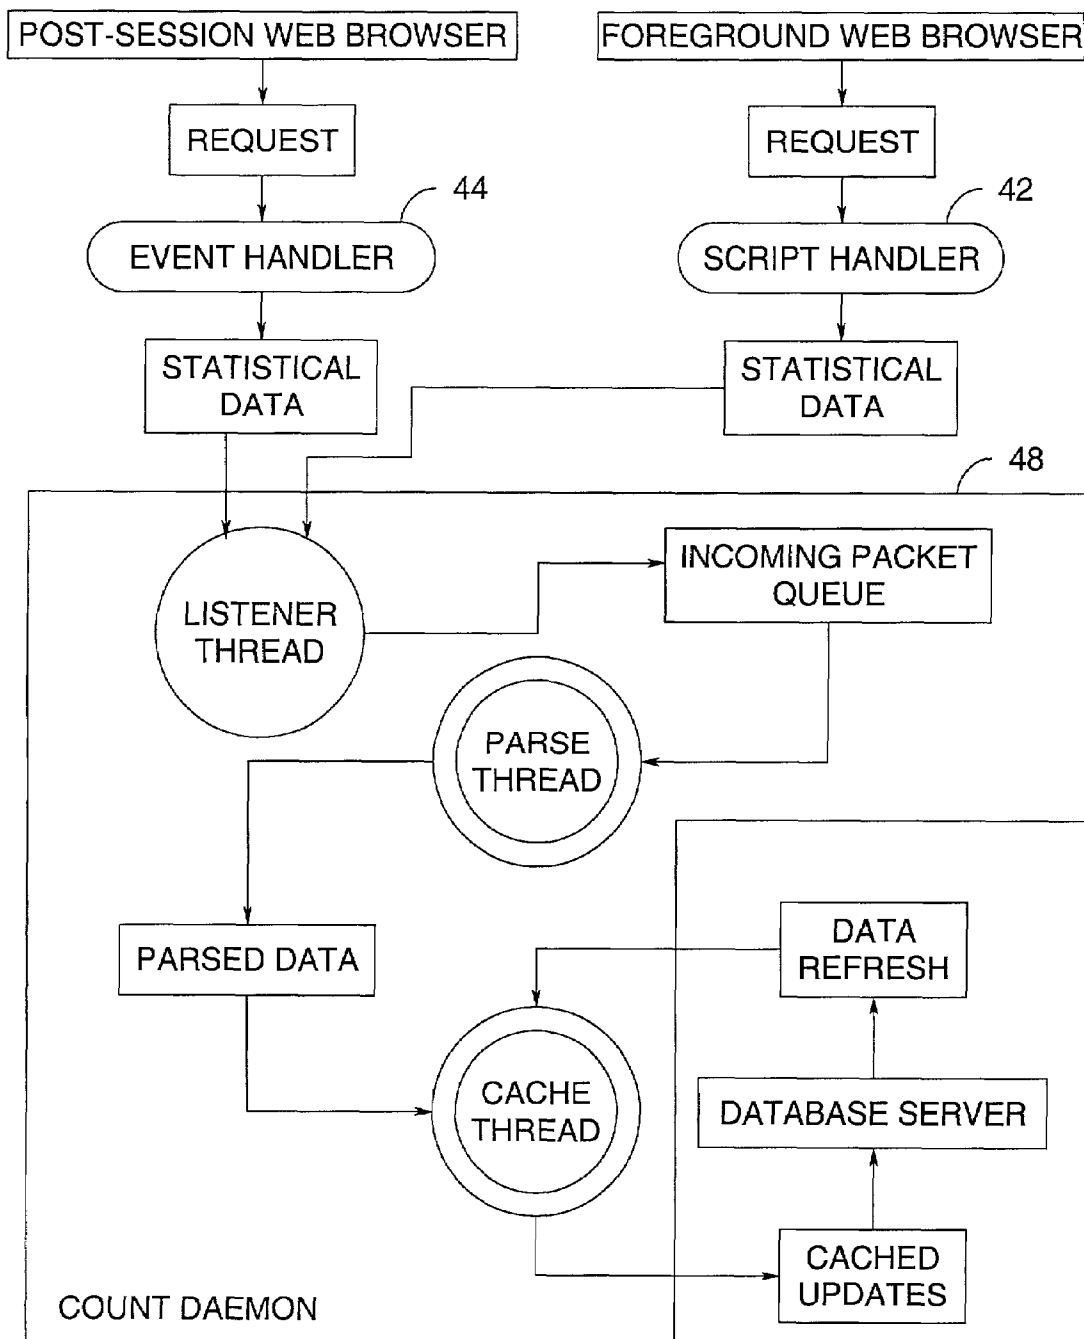 POST-SESSION WEB BROWSER
FOREGROUND WEB BROWSER
REQUEST
REQUEST
44
42
EVENT HANDLER
SCRIPT HANDLER
STATISTICAL
DATA
STATISTICAL
DATA
48
LISTENER
THREAD
INCOMING PACKET
QUEUE
PARSE
THREAD
PARSED DATA
DATA
REFRESH
CACHE
THREAD
DATABASE SERVER
CACHED
UPDATES
COUNT DAEMON